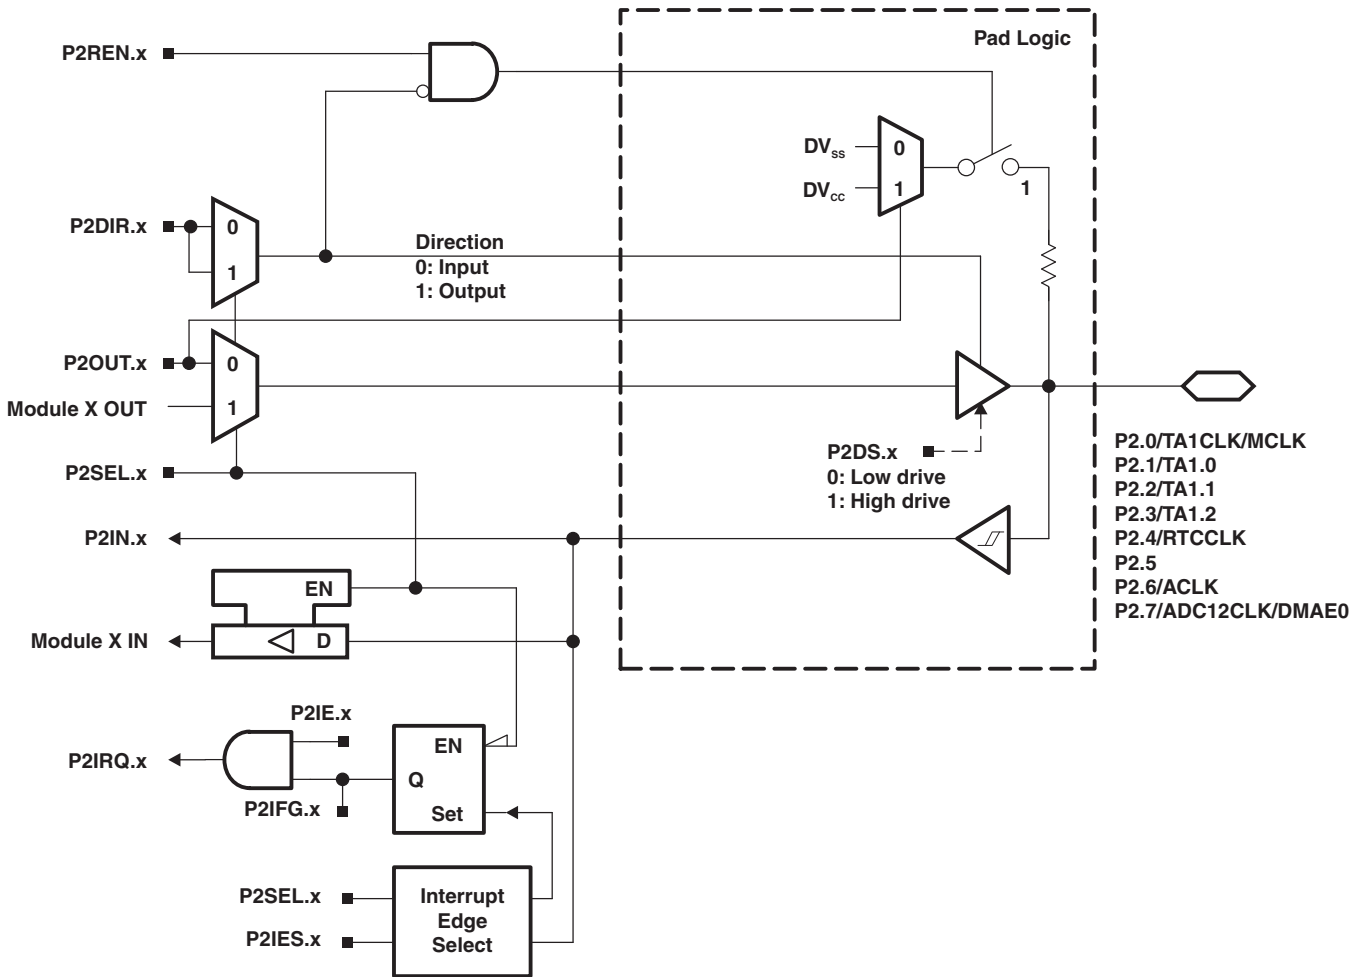 Pad Logic
P2REN.x
DVSS
0
DVCC
1
1
P2DIR.x
0
1
Direction
0: Input
1: Output
P2OUT.x
0
Module X OUT
1
P2SEL.x
P2DS.x
0: Low drive
1: High drive
P2.0/TA1CLK/MCLK
P2.1/TA1.0
P2.2/TA1.1
P2.3/TA1.2
P2.4/RTCCLK
P2.5
P2.6/ACLK
P2.7/ADC12CLK/DMAE0
P2IN.x
EN
Module X IN
D
P2IE.x
P2IRQ.x
EN
Q
P2IFG.x
Set
P2SEL.x
P2IES.x
Interrupt
Edge
Select